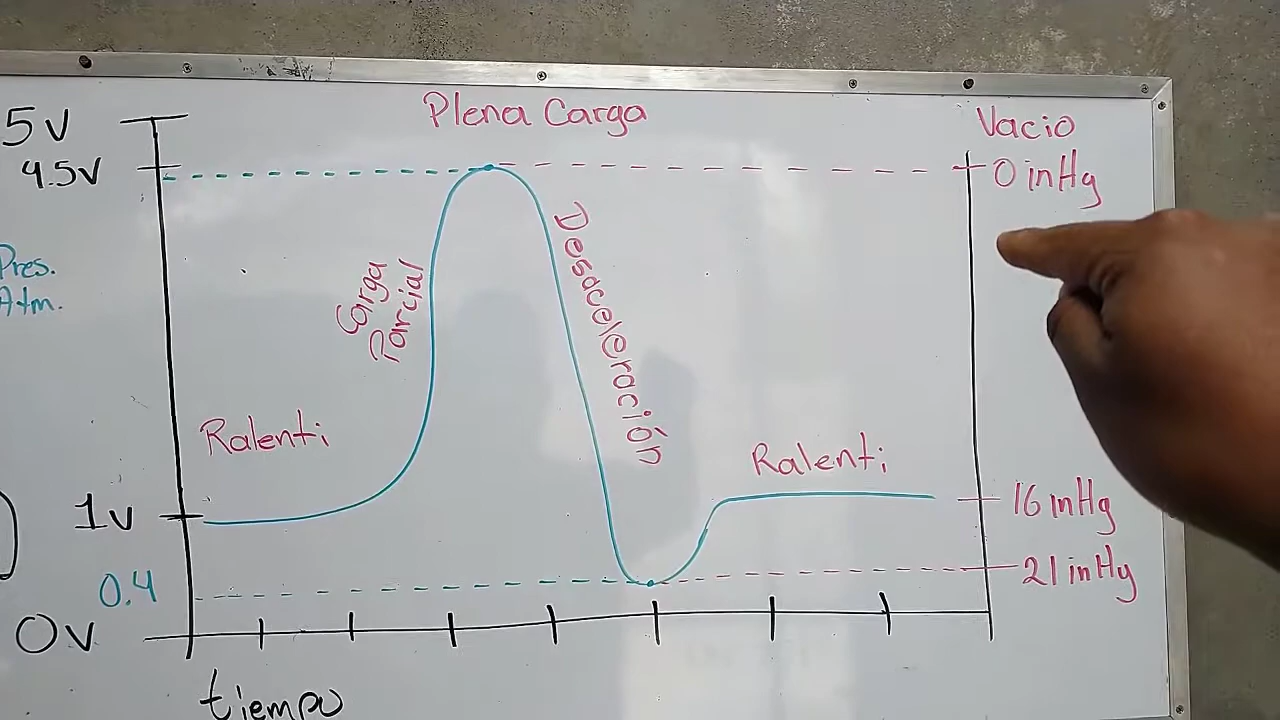 Plena Carga
Vacio
5V
4.5V
0 inHg
Pres.
Atm.
Carga
Parcial
Desaceleración
Ralenti
Ralenti
1v
16 inHg
0.4
21 inHg
0v
tiempo